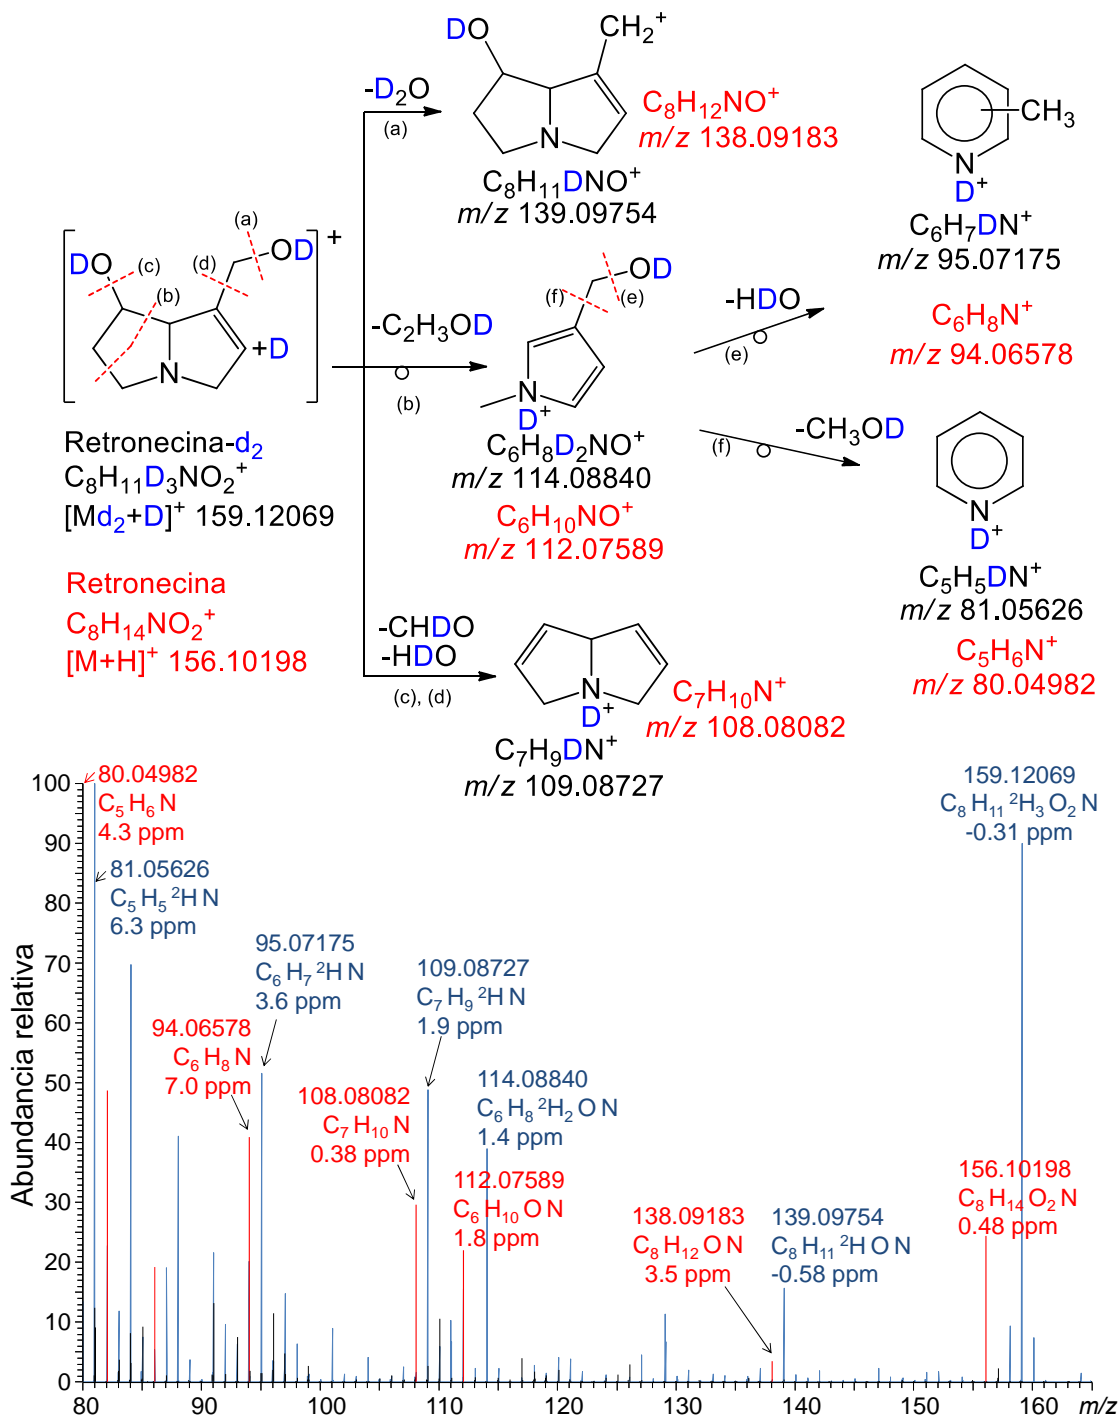 DO
CH₂⁺
N
C₈H₁₁DNO⁺
m/z 139.09754
C₈H₁₂NO⁺
m/z 138.09183
-D₂O
(a)
CH₃
N
D⁺
C₆H₇DN⁺
m/z 95.07175
C₆H₈N⁺
m/z 94.06578
DO
(c)
(b)
(d)
(a)
OD
N
+D
+
Retronecina-d₂
C₈H₁₁D₃NO₂⁺
[Md₂+D]⁺ 159.12069
Retronecina
C₈H₁₄NO₂⁺
[M+H]⁺ 156.10198
-C₂H₃OD
(b)
OD
(f)
(e)
N
D⁺
C₆H₈D₂NO⁺
m/z 114.08840
C₆H₁₀NO⁺
m/z 112.07589
-HDO
(e)
-CH₃OD
(f)
N
D⁺
C₅H₅DN⁺
m/z 81.05626
C₅H₆N⁺
m/z 80.04982
-CHDO
-HDO
(c), (d)
N
D⁺
C₇H₉DN⁺
m/z 109.08727
C₇H₁₀N⁺
m/z 108.08082
Abundancia relativa
100
90
80
70
60
50
40
30
20
10
0
80.04982
C₅ H₆ N
4.3 ppm
81.05626
C₅ H₅ ²H N
6.3 ppm
95.07175
C₆ H₇ ²H N
3.6 ppm
94.06578
C₆ H₈ N
7.0 ppm
109.08727
C₇ H₉ ²H N
1.9 ppm
108.08082
C₇ H₁₀ N
0.38 ppm
114.08840
C₆ H₈ ²H₂ O N
1.4 ppm
112.07589
C₆ H₁₀ O N
1.8 ppm
138.09183
C₈ H₁₂ O N
3.5 ppm
139.09754
C₈ H₁₁ ²H O N
-0.58 ppm
159.12069
C₈ H₁₁ ²H₃ O₂ N
-0.31 ppm
156.10198
C₈ H₁₄ O₂ N
0.48 ppm
80 90 100 110 120 130 140 150 160 m/z